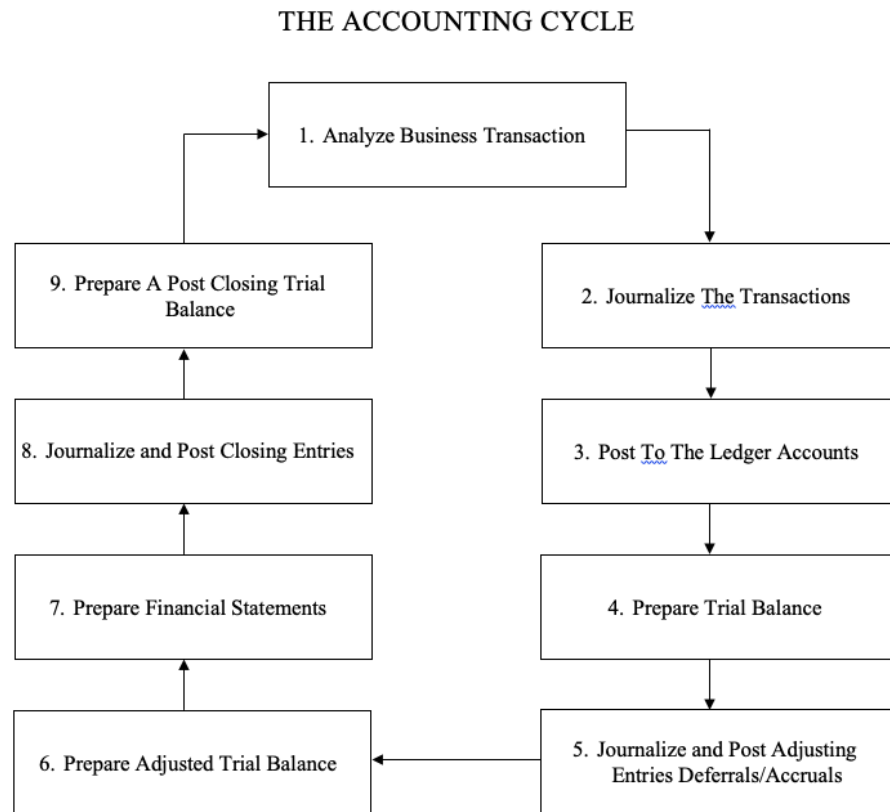 THE ACCOUNTING CYCLE
1. Analyze Business Transaction
2. Journalize The Transactions
3. Post To The Ledger Accounts
4. Prepare Trial Balance
5. Journalize and Post Adjusting
Entries Deferrals/Accruals
6. Prepare Adjusted Trial Balance
7. Prepare Financial Statements
8. Journalize and Post Closing Entries
9. Prepare A Post Closing Trial
Balance